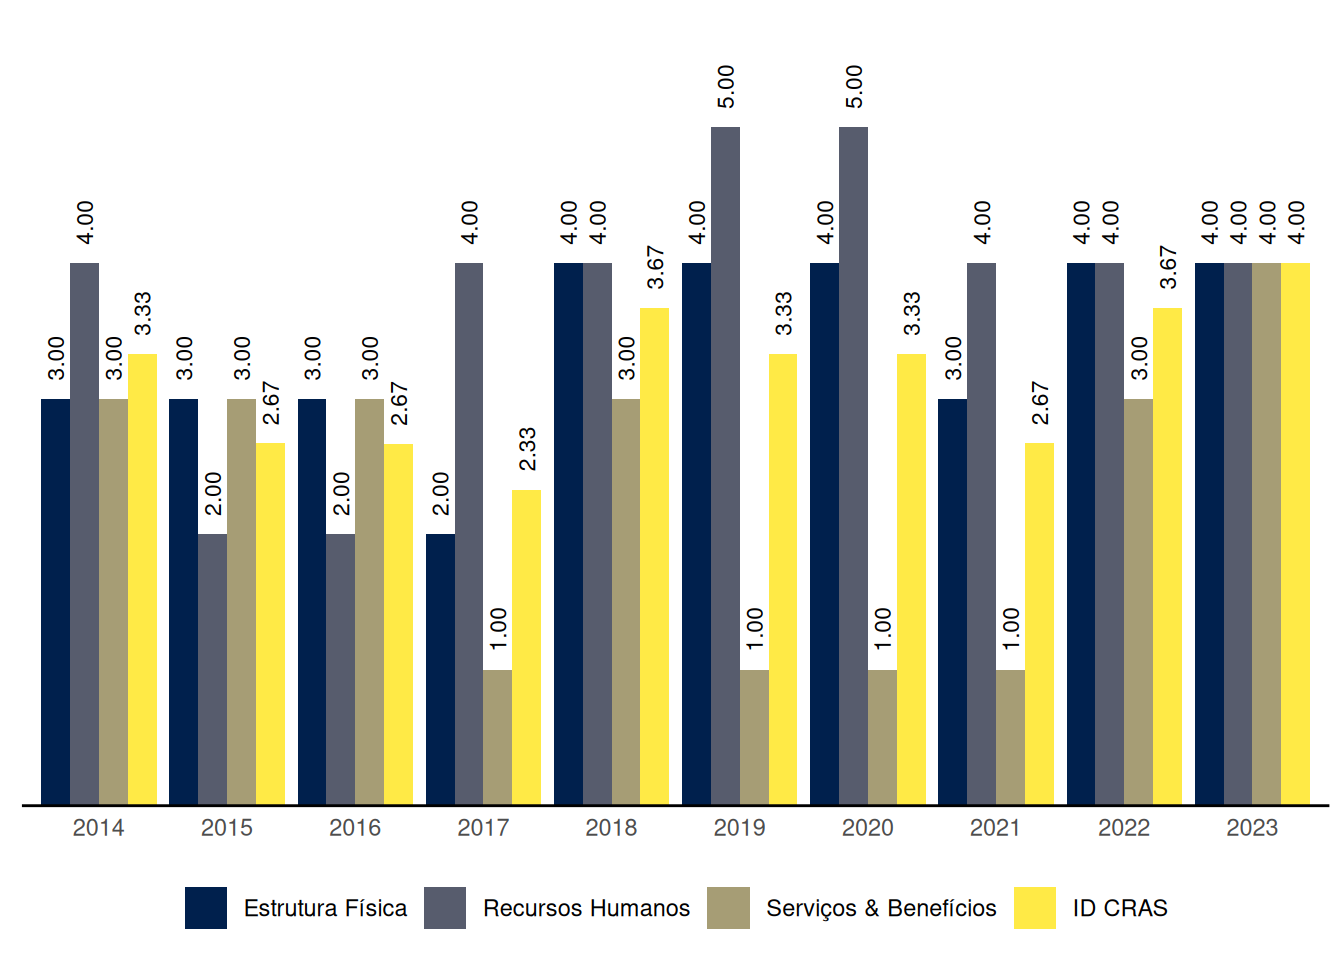 5.00 5.00
4.00 4.00 4.00 4.00 4.00 4.00 4.00 4.00 4.00 4.00 4.00 4.00 4.00
3.67 3.67
3.33 3.33 3.33
3.00 3.00 3.00 3.00 3.00 3.00 3.00 3.00 3.00
2.67 2.67 2.67
2.33
2.00 2.00 2.00
1.00 1.00 1.00 1.00
2014 2015 2016 2017 2018 2019 2020 2021 2022 2023
Estrutura Física Recursos Humanos Serviços & Benefícios ID CRAS